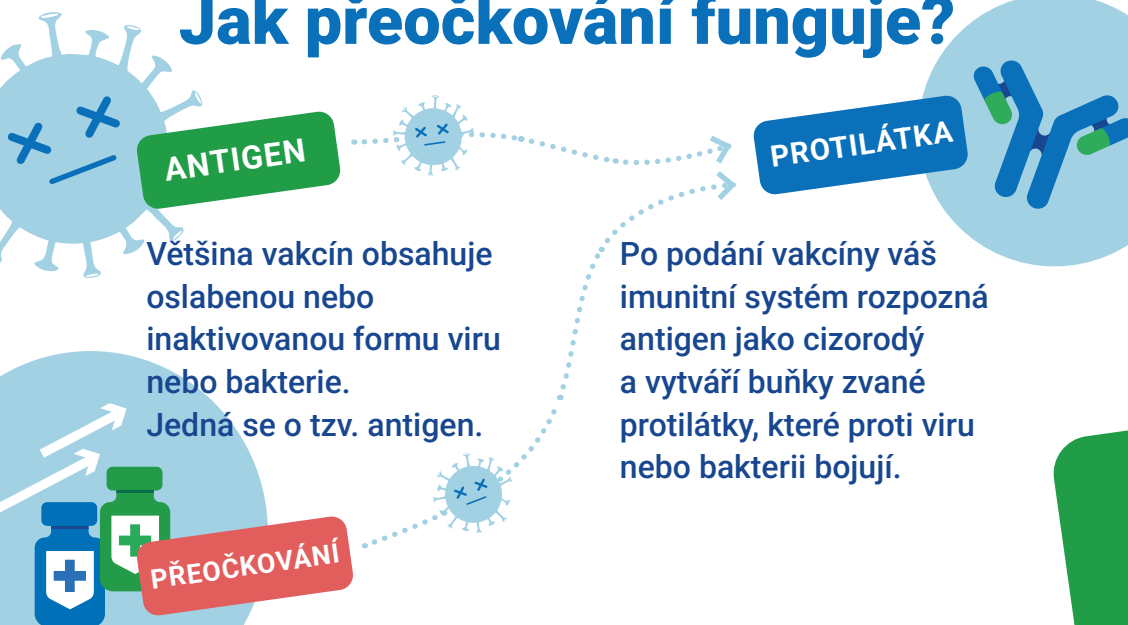 Jak přeočkování funguje?
ANTIGEN
PROTILÁTKA
Většina vakcín obsahuje
oslabenou nebo
inaktivovanou formu viru
nebo bakterie.
Jedná se o tzv. antigen.
Po podání vakcíny váš
imunitní systém rozpozná
antigen jako cizorodý
a vytváří buňky zvané
protilátky, které proti viru
nebo bakterii bojují.
PŘEOČKOVÁNÍ